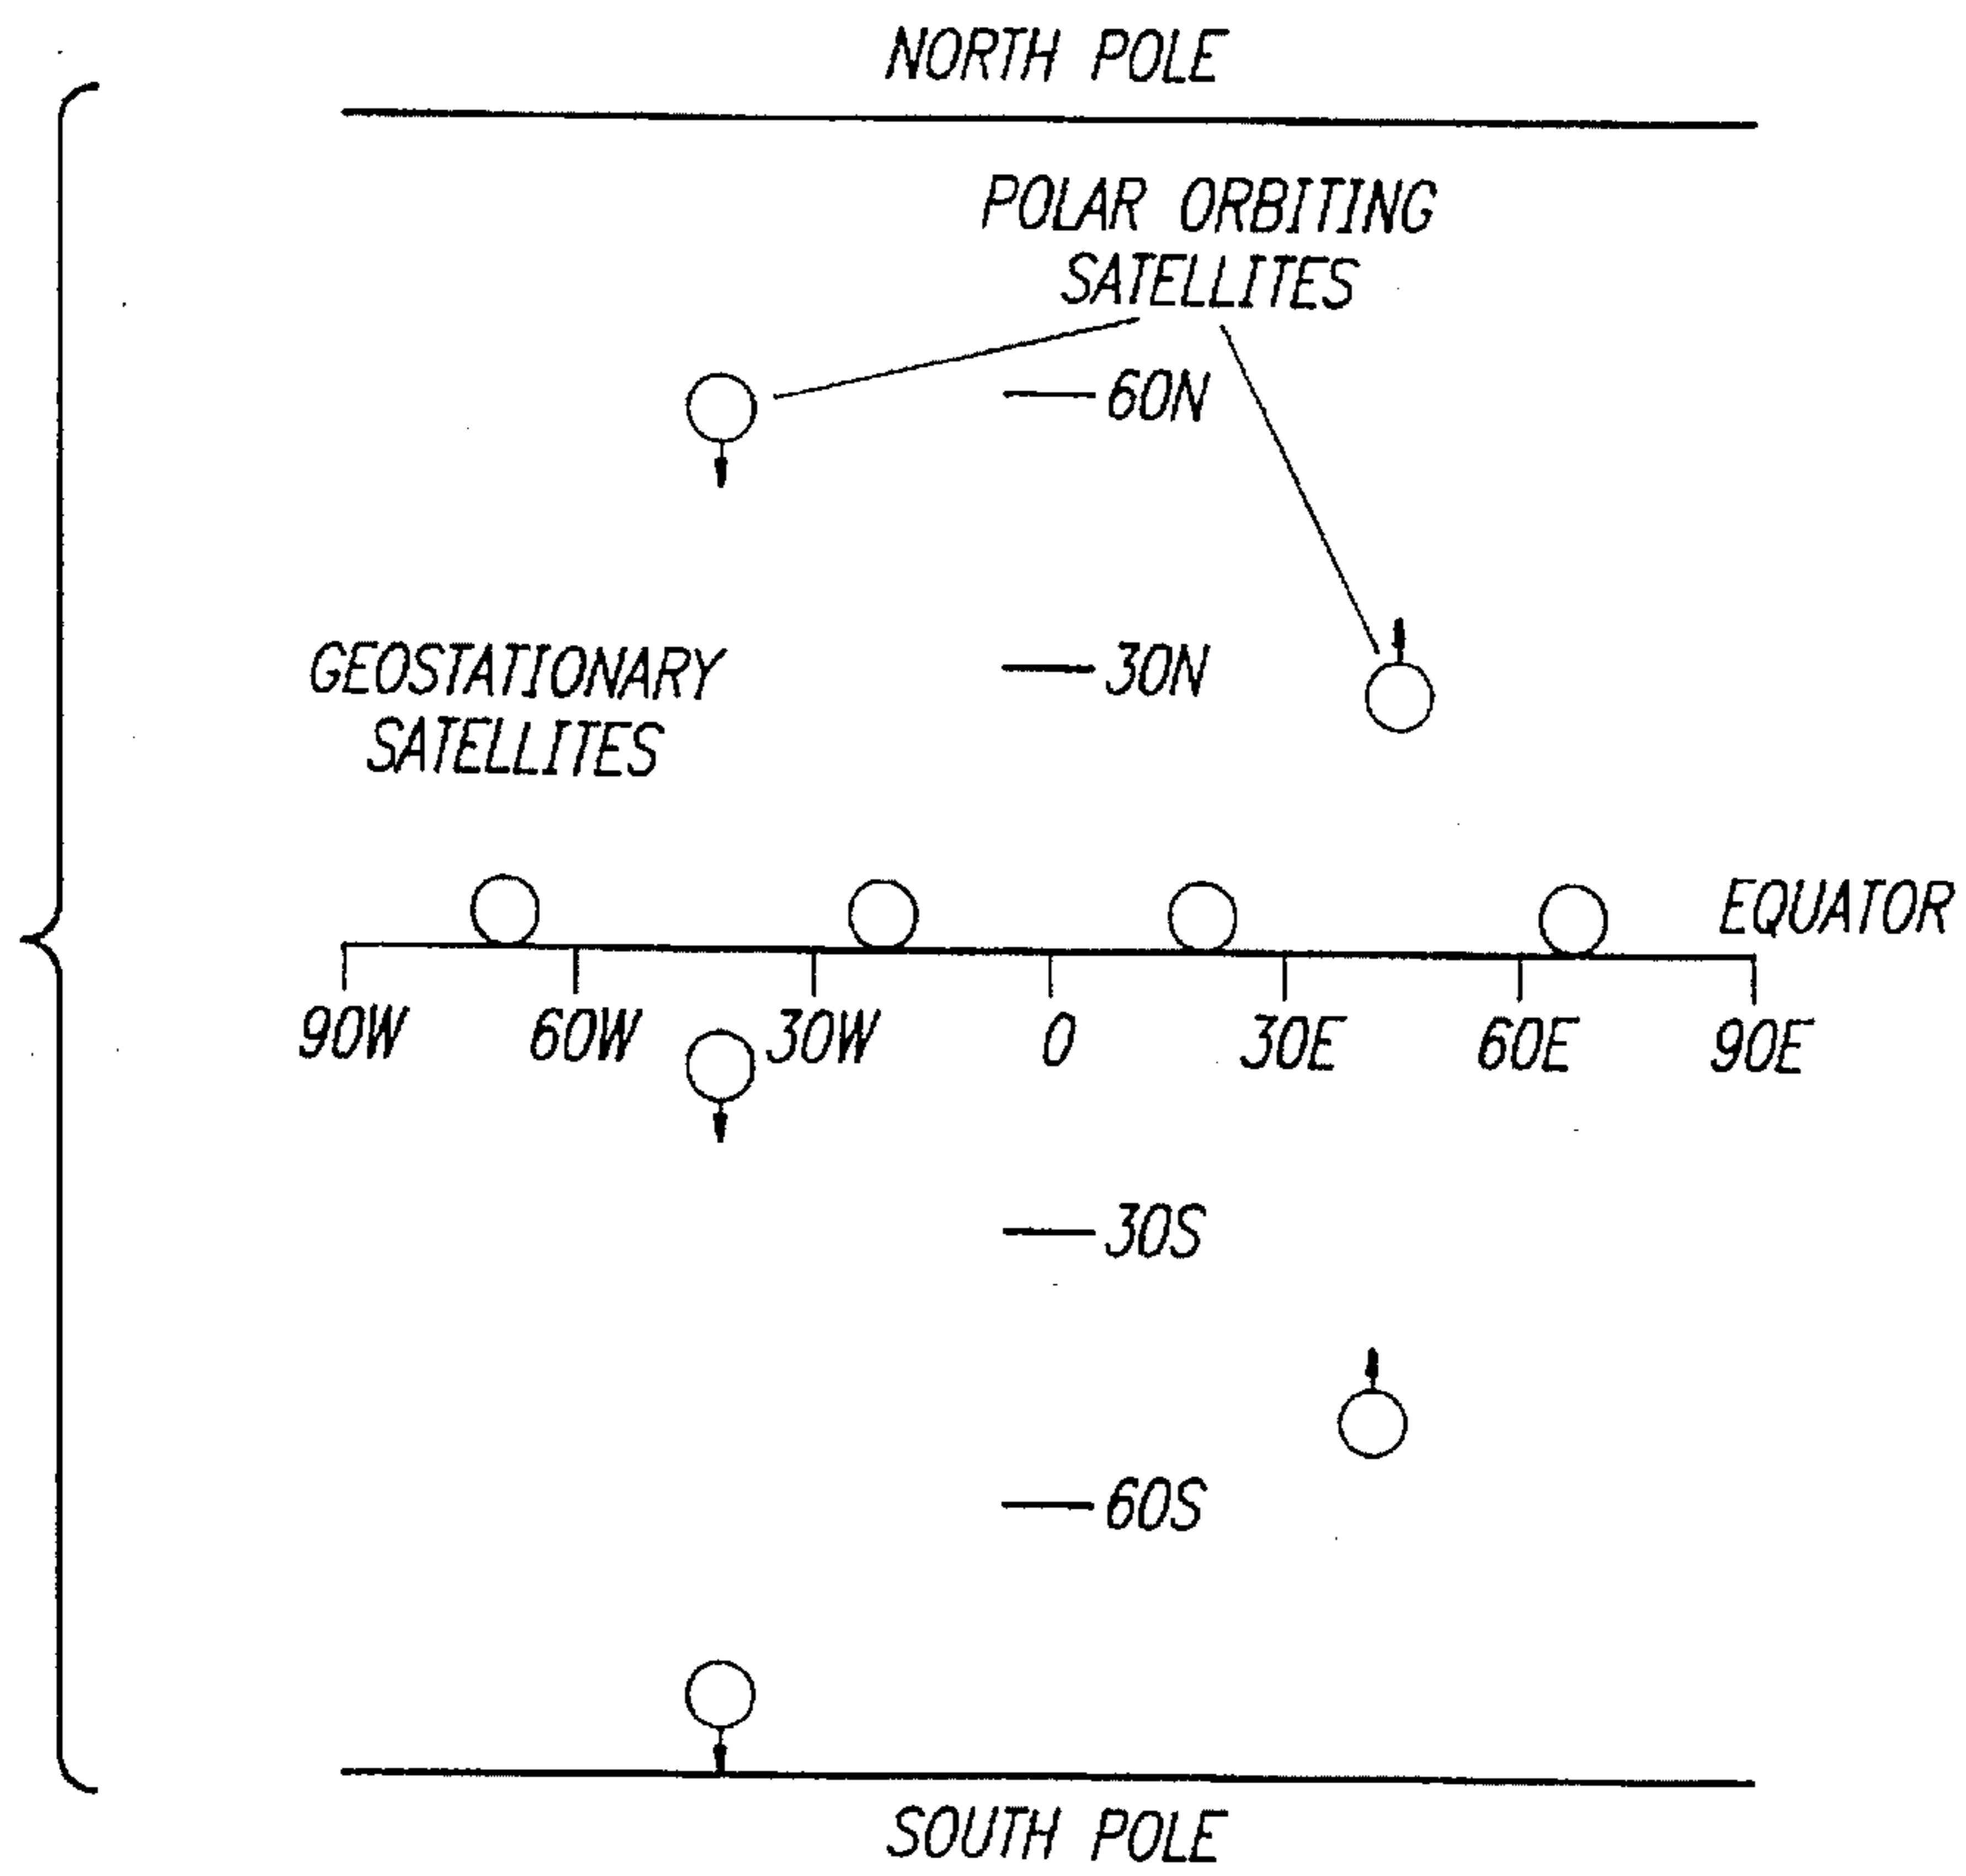 NORTH POLE
POLAR ORBITING
SATELLITES
60N
30N
GEOSTATIONARY
SATELLITES
EQUATOR
90W 60W 30W 0 30E 60E 90E
30S
60S
SOUTH POLE